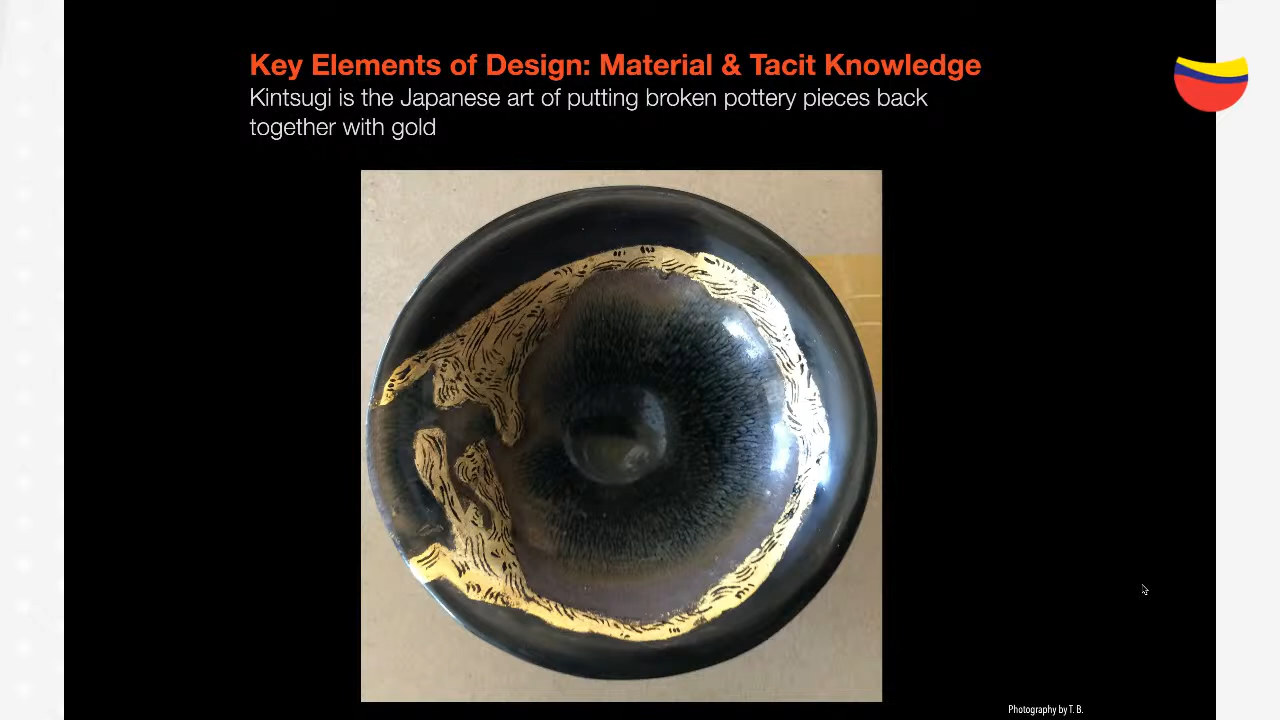 Key Elements of Design: Material & Tacit Knowledge
Kintsugi is the Japanese art of putting broken pottery pieces back
together with gold
Photography by T. B.